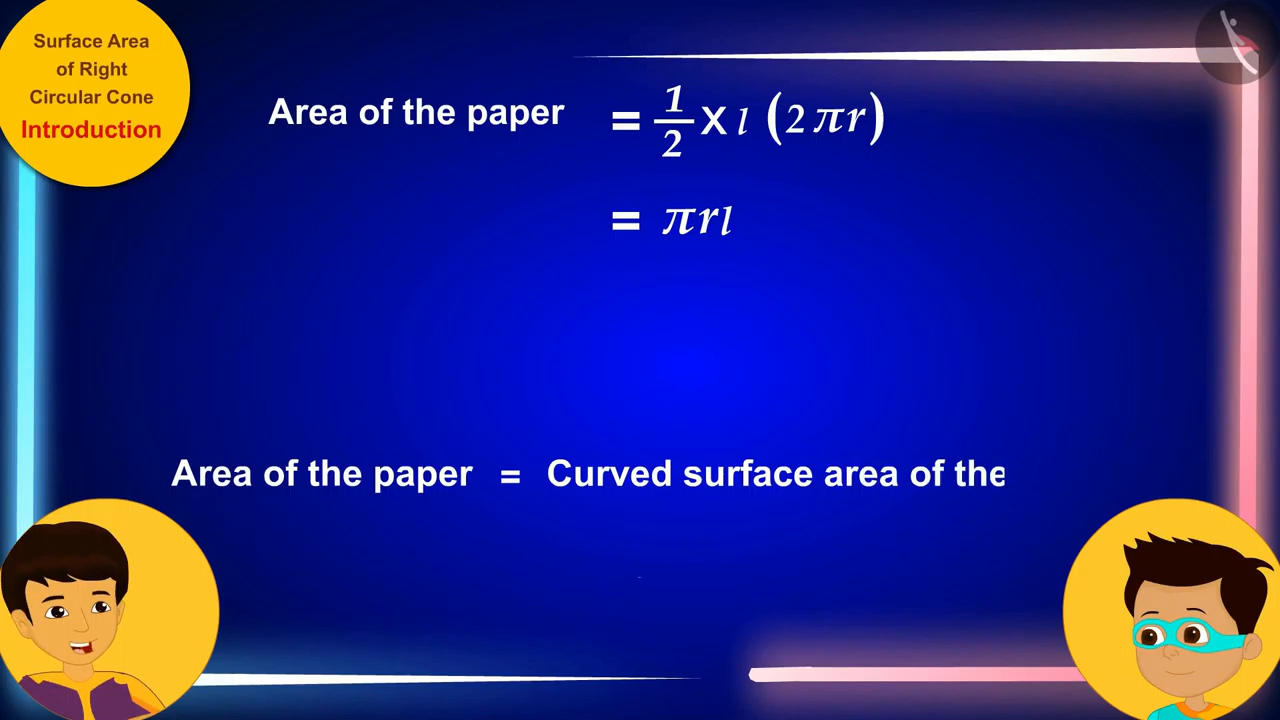 Surface Area
of Right
Circular Cone
Introduction
Area of the paper = 1/2 X l (2πr)
= πrl
Area of the paper = Curved surface area of the